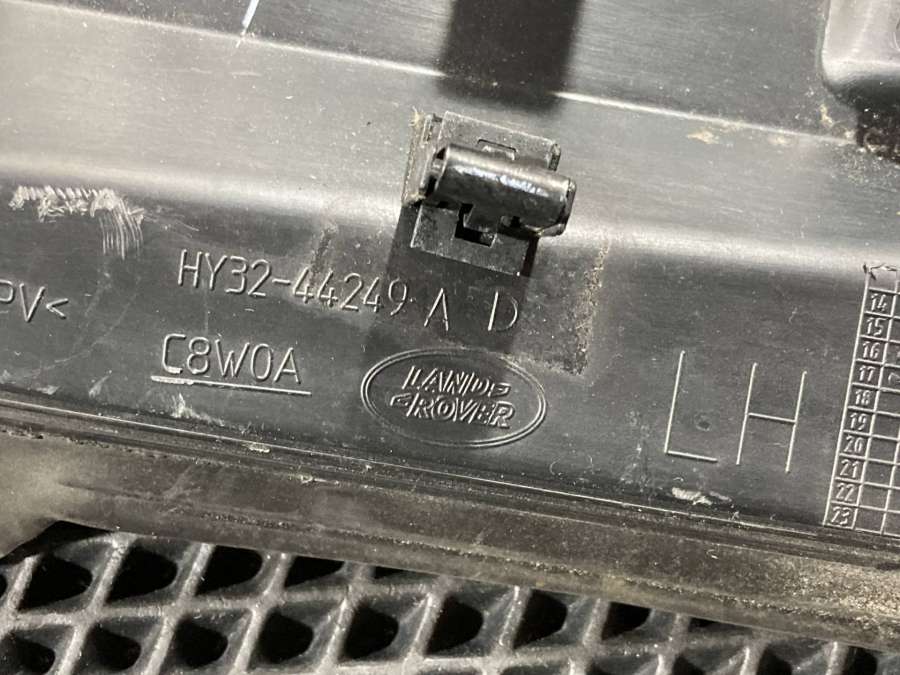 HY32-44249 A D
PV<
C8W0A
LAND
ROVER
LH
14
15
16
17
18
19
20
21
22
23